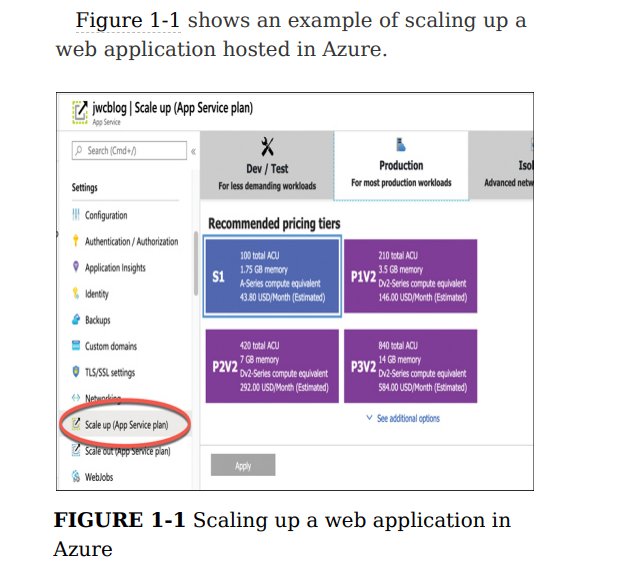 Figure 1-1 shows an example of scaling up a
web application hosted in Azure.
jwcblog | Scale up (App Service plan)
App Service
Search (Cmd+/)
«
Settings
Configuration
Authentication / Authorization
Application Insights
Identity
Backups
Custom domains
TLS/SSL settings
Networking
Scale up (App Service plan)
Scale out (App Service plan)
WebJobs
Dev / Test
For less demanding workloads
Production
For most production workloads
Isol
Advanced netw
Recommended pricing tiers
S1
100 total ACU
1.75 GB memory
A-Series compute equivalent
43.80 USD/Month (Estimated)
P1V2
210 total ACU
3.5 GB memory
Dv2-Series compute equivalent
146.00 USD/Month (Estimated)
P2V2
420 total ACU
7 GB memory
Dv2-Series compute equivalent
292.00 USD/Month (Estimated)
P3V2
840 total ACU
14 GB memory
Dv2-Series compute equivalent
584.00 USD/Month (Estimated)
See additional options
Apply
FIGURE 1-1 Scaling up a web application in
Azure